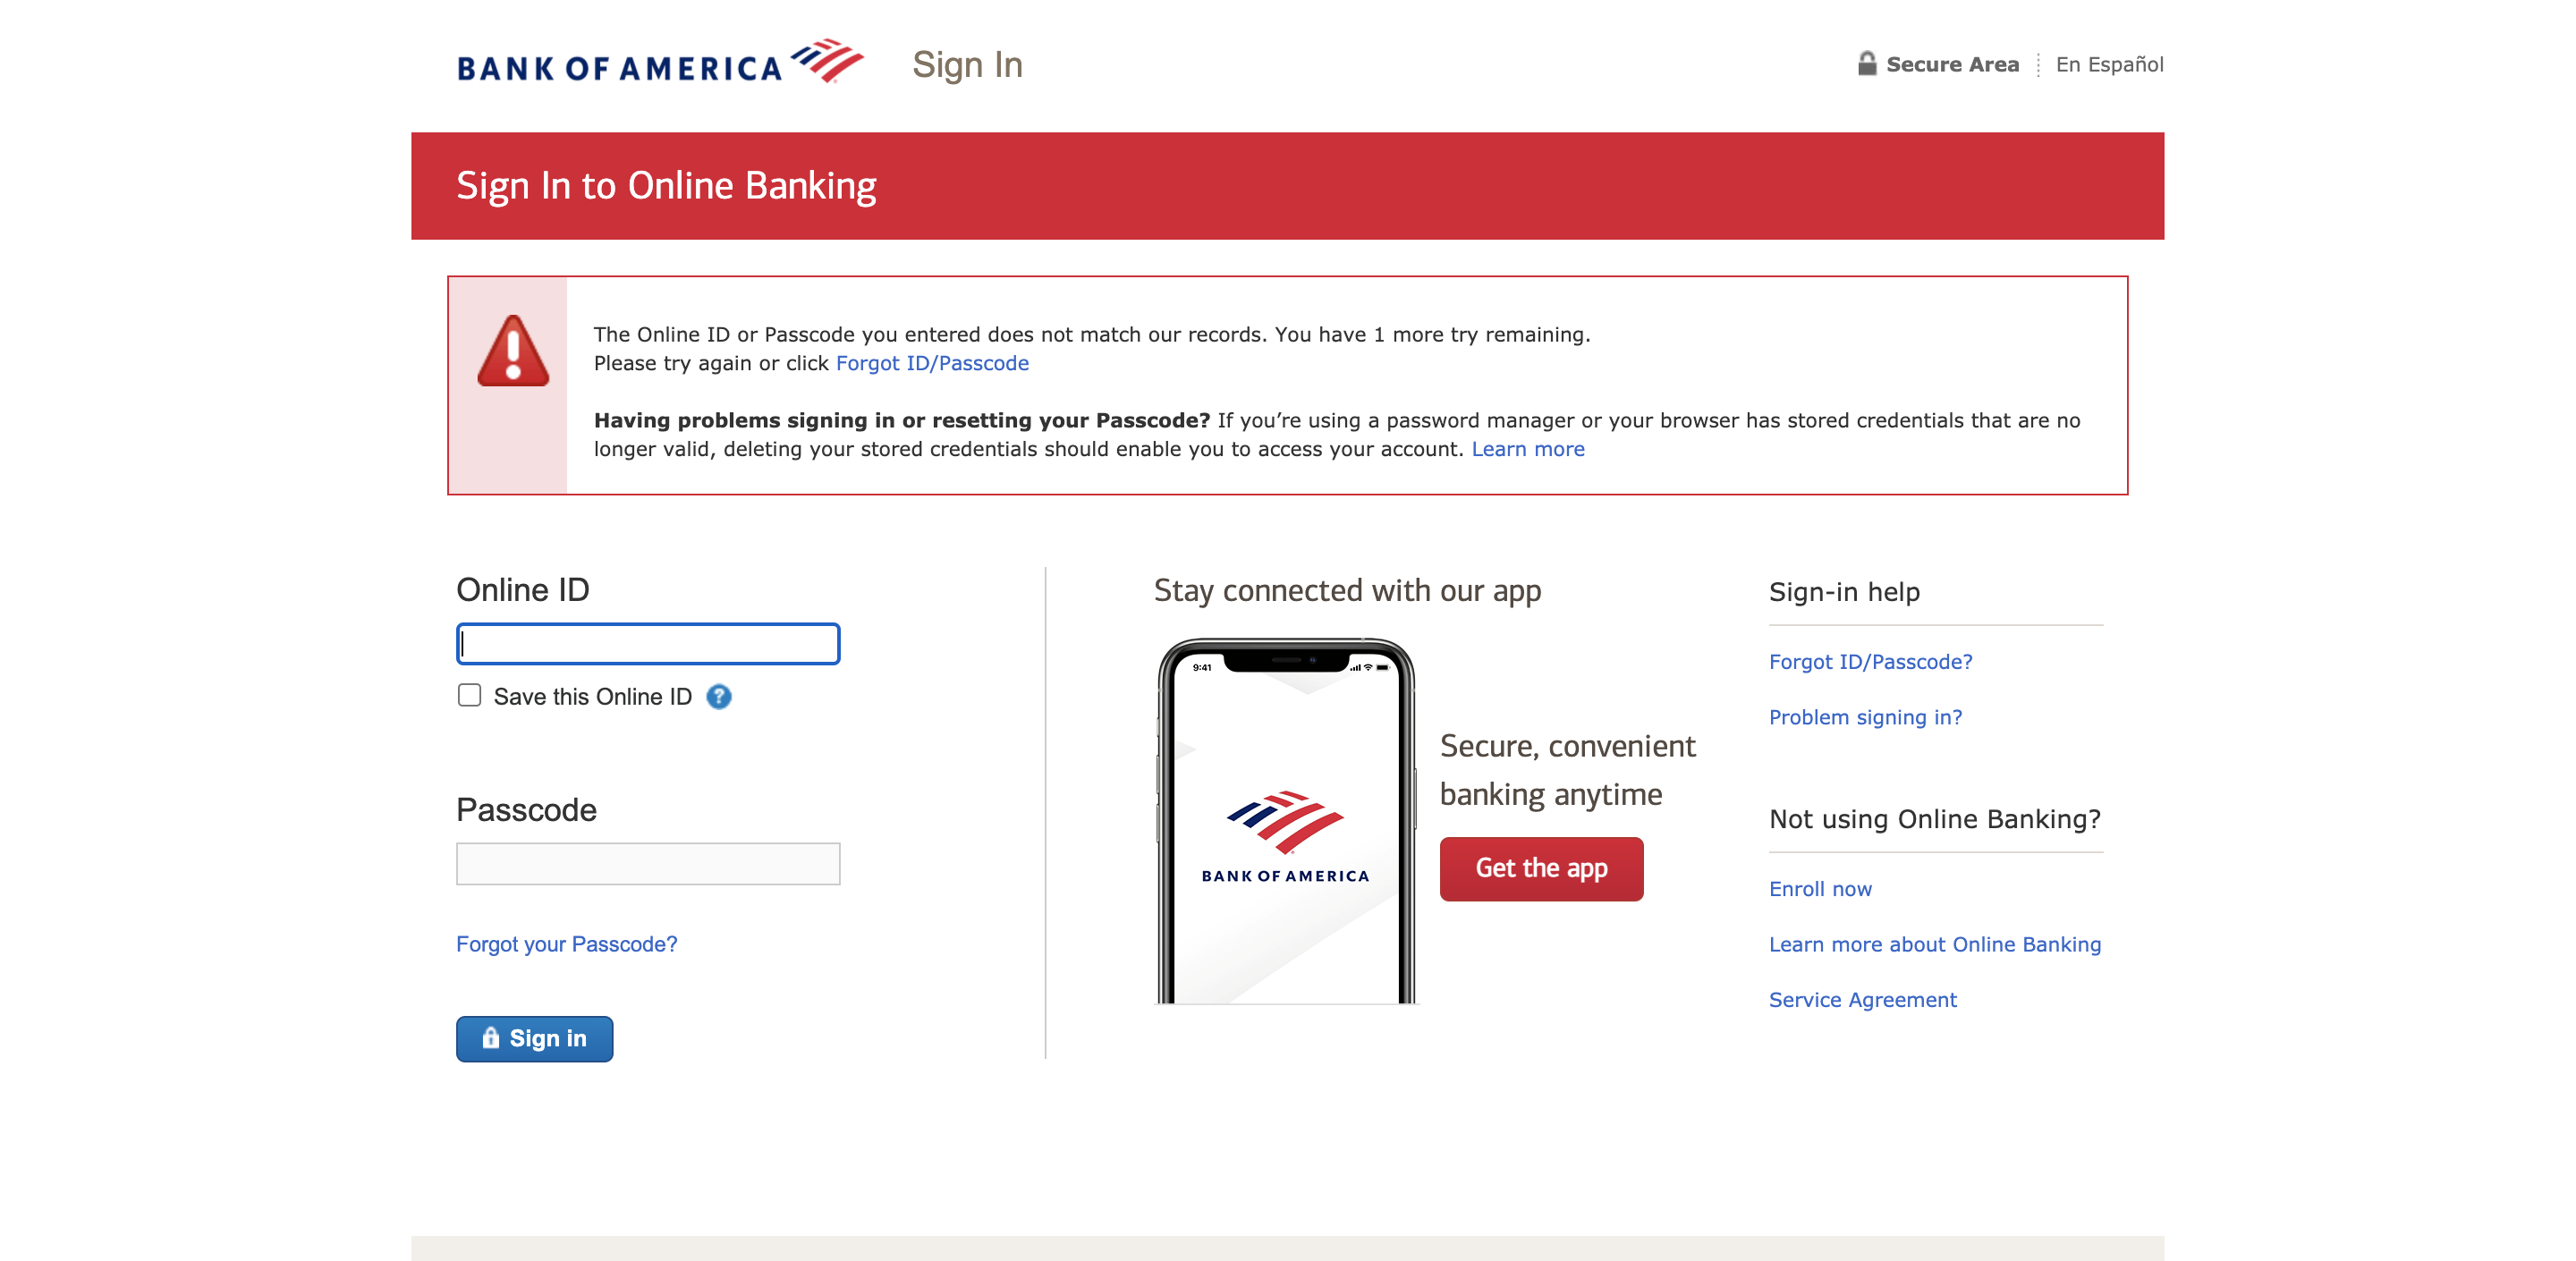 BANK OF AMERICA
Sign In
Secure Area
En Español
Sign In to Online Banking
The Online ID or Passcode you entered does not match our records. You have 1 more try remaining.
Please try again or click Forgot ID/Passcode
Having problems signing in or resetting your Passcode? If you’re using a password manager or your browser has stored credentials that are no
longer valid, deleting your stored credentials should enable you to access your account. Learn more
Online ID
Save this Online ID
?
Passcode
Forgot your Passcode?
Sign in
Stay connected with our app
9:41
BANK OF AMERICA
Secure, convenient
banking anytime
Get the app
Sign-in help
Forgot ID/Passcode?
Problem signing in?
Not using Online Banking?
Enroll now
Learn more about Online Banking
Service Agreement